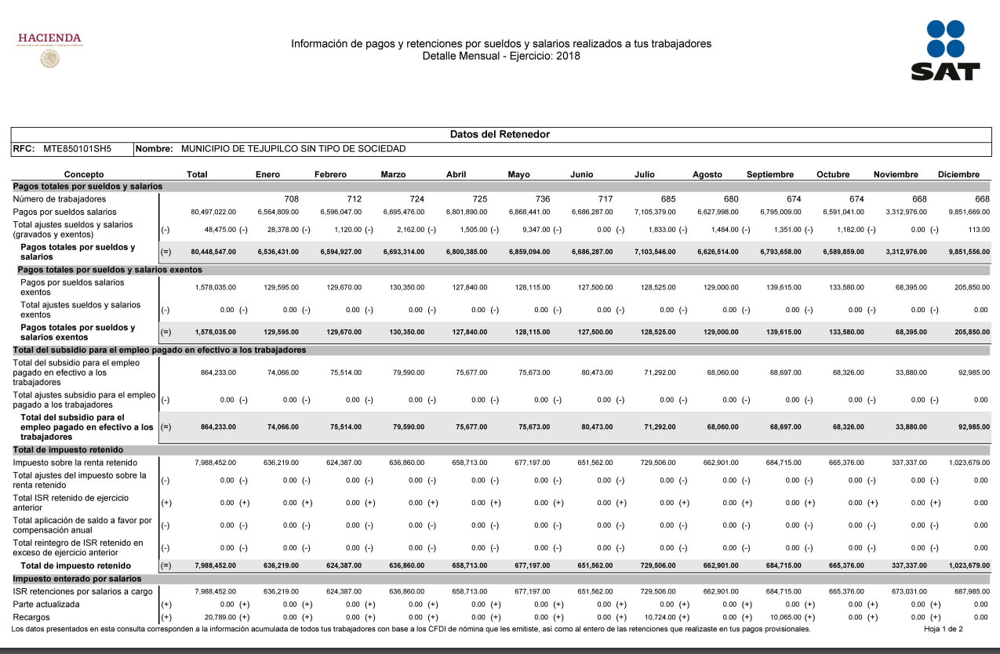 HACIENDA
SECRETARÍA DE HACIENDA Y CRÉDITO PÚBLICO
Información de pagos y retenciones por sueldos y salarios realizados a tus trabajadores
Detalle Mensual - Ejercicio: 2018
SAT
Datos del Retenedor
RFC: MTE850101SH5 Nombre: MUNICIPIO DE TEJUPILCO SIN TIPO DE SOCIEDAD
Concepto Total Enero Febrero Marzo Abril Mayo Junio Julio Agosto Septiembre Octubre Noviembre Diciembre
Pagos totales por sueldos y salarios
Número de trabajadores 708 712 724 725 736 717 685 680 674 674 668 668
Pagos por sueldos salarios 80,497,022.00 6,564,809.00 6,596,047.00 6,695,476.00 6,801,890.00 6,868,441.00 6,686,287.00 7,105,379.00 6,627,998.00 6,795,009.00 6,591,041.00 3,312,976.00 9,851,669.00
Total ajustes sueldos y salarios
(gravados y exentos) (-) 48,475.00 (-) 28,378.00 (-) 1,120.00 (-) 2,162.00 (-) 1,505.00 (-) 9,347.00 (-) 0.00 (-) 1,833.00 (-) 1,484.00 (-) 1,351.00 (-) 1,182.00 (-) 0.00 (-) 113.00
Pagos totales por sueldos y
salarios (=) 80,448,547.00 6,536,431.00 6,594,927.00 6,693,314.00 6,800,385.00 6,859,094.00 6,686,287.00 7,103,546.00 6,626,514.00 6,793,658.00 6,589,859.00 3,312,976.00 9,851,556.00
Pagos totales por sueldos y salarios exentos
Pagos por sueldos salarios
exentos 1,578,035.00 129,595.00 129,670.00 130,350.00 127,840.00 128,115.00 127,500.00 128,525.00 129,000.00 139,615.00 133,580.00 68,395.00 205,850.00
Total ajustes sueldos y salarios
exentos (-) 0.00 (-) 0.00 (-) 0.00 (-) 0.00 (-) 0.00 (-) 0.00 (-) 0.00 (-) 0.00 (-) 0.00 (-) 0.00 (-) 0.00 (-) 0.00 (-) 0.00
Pagos totales por sueldos y
salarios exentos (=) 1,578,035.00 129,595.00 129,670.00 130,350.00 127,840.00 128,115.00 127,500.00 128,525.00 129,000.00 139,615.00 133,580.00 68,395.00 205,850.00
Total del subsidio para el empleo pagado en efectivo a los trabajadores
Total del subsidio para el empleo
pagado en efectivo a los
trabajadores 864,233.00 74,066.00 75,514.00 79,590.00 75,677.00 75,673.00 80,473.00 71,292.00 68,060.00 68,697.00 68,326.00 33,880.00 92,985.00
Total ajustes subsidio para el empleo
pagado a los trabajadores (-) 0.00 (-) 0.00 (-) 0.00 (-) 0.00 (-) 0.00 (-) 0.00 (-) 0.00 (-) 0.00 (-) 0.00 (-) 0.00 (-) 0.00 (-) 0.00 (-) 0.00
Total del subsidio para el
empleo pagado en efectivo a los
trabajadores (=) 864,233.00 74,066.00 75,514.00 79,590.00 75,677.00 75,673.00 80,473.00 71,292.00 68,060.00 68,697.00 68,326.00 33,880.00 92,985.00
Total de impuesto retenido
Impuesto sobre la renta retenido 7,988,452.00 636,219.00 624,387.00 636,860.00 658,713.00 677,197.00 651,562.00 729,506.00 662,901.00 684,715.00 665,376.00 337,337.00 1,023,679.00
Total ajustes del impuesto sobre la
renta retenido (-) 0.00 (-) 0.00 (-) 0.00 (-) 0.00 (-) 0.00 (-) 0.00 (-) 0.00 (-) 0.00 (-) 0.00 (-) 0.00 (-) 0.00 (-) 0.00 (-) 0.00
Total ISR retenido de ejercicio
anterior (+) 0.00 (+) 0.00 (+) 0.00 (+) 0.00 (+) 0.00 (+) 0.00 (+) 0.00 (+) 0.00 (+) 0.00 (+) 0.00 (+) 0.00 (+) 0.00 (+) 0.00
Total aplicación de saldo a favor por
compensación anual (-) 0.00 (-) 0.00 (-) 0.00 (-) 0.00 (-) 0.00 (-) 0.00 (-) 0.00 (-) 0.00 (-) 0.00 (-) 0.00 (-) 0.00 (-) 0.00 (-) 0.00
Total reintegro de ISR retenido en
exceso de ejercicio anterior (-) 0.00 (-) 0.00 (-) 0.00 (-) 0.00 (-) 0.00 (-) 0.00 (-) 0.00 (-) 0.00 (-) 0.00 (-) 0.00 (-) 0.00 (-) 0.00 (-) 0.00
Total de impuesto retenido (=) 7,988,452.00 636,219.00 624,387.00 636,860.00 658,713.00 677,197.00 651,562.00 729,506.00 662,901.00 684,715.00 665,376.00 337,337.00 1,023,679.00
Impuesto enterado por salarios
ISR retenciones por salarios a cargo 7,988,452.00 636,219.00 624,387.00 636,860.00 658,713.00 677,197.00 651,562.00 729,506.00 662,901.00 684,715.00 665,376.00 673,031.00 687,985.00
Parte actualizada (+) 0.00 (+) 0.00 (+) 0.00 (+) 0.00 (+) 0.00 (+) 0.00 (+) 0.00 (+) 0.00 (+) 0.00 (+) 0.00 (+) 0.00 (+) 0.00 (+) 0.00
Recargos (+) 20,789.00 (+) 0.00 (+) 0.00 (+) 0.00 (+) 0.00 (+) 0.00 (+) 0.00 (+) 10,724.00 (+) 0.00 (+) 10,065.00 (+) 0.00 (+) 0.00 (+) 0.00
Los datos presentados en esta consulta corresponden a la información acumulada de todos tus trabajadores con base a los CFDI de nómina que les emitiste, así como al entero de las retenciones que realizaste en tus pagos provisionales. Hoja 1 de 2